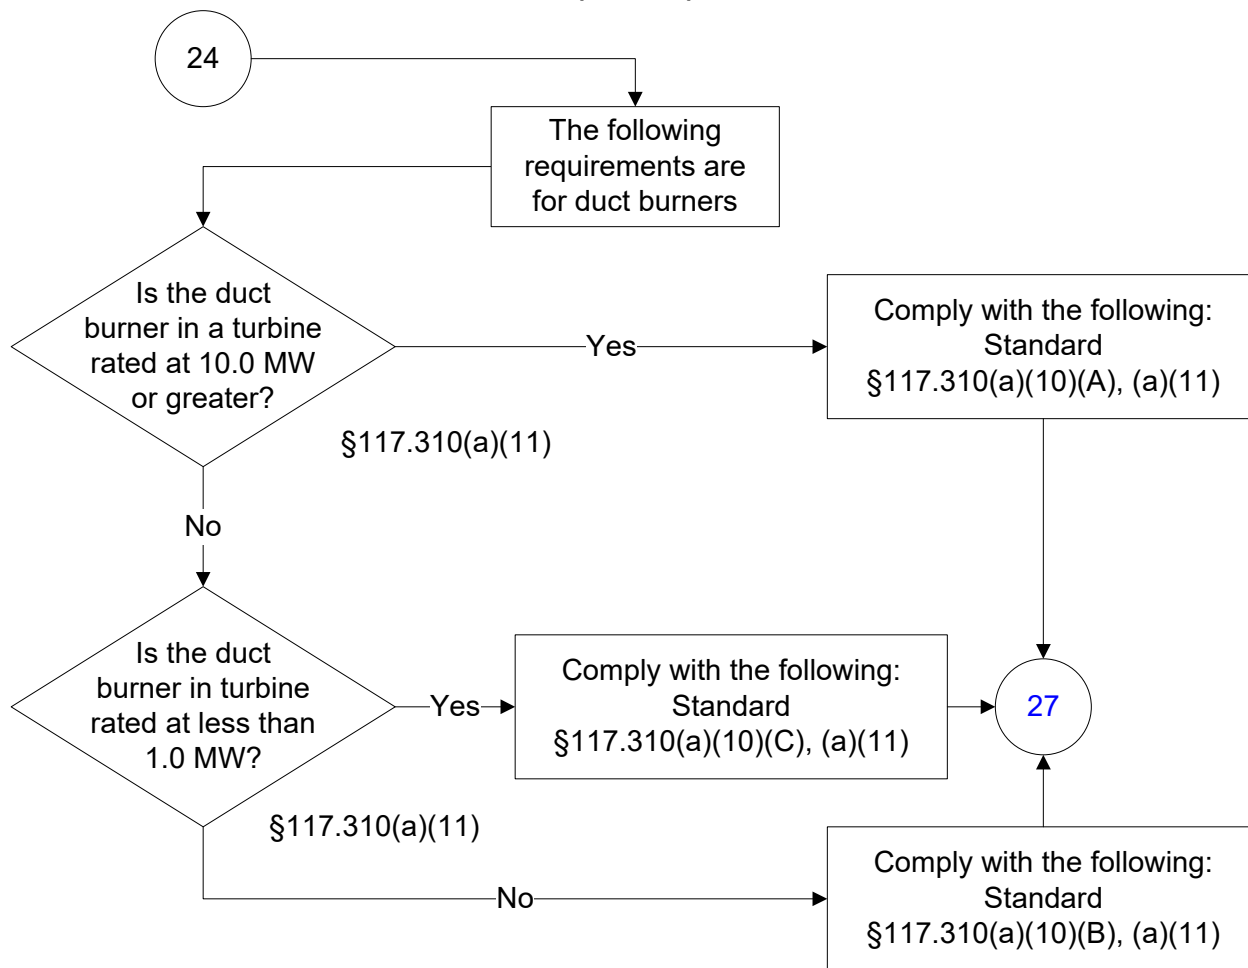 24
The following
requirements are
for duct burners
Is the duct
burner in a turbine
rated at 10.0 MW
or greater?
Yes
Comply with the following:
Standard
§117.310(a)(10)(A), (a)(11)
§117.310(a)(11)
No
Is the duct
burner in turbine
rated at less than
1.0 MW?
Yes
Comply with the following:
Standard
§117.310(a)(10)(C), (a)(11)
27
§117.310(a)(11)
No
Comply with the following:
Standard
§117.310(a)(10)(B), (a)(11)